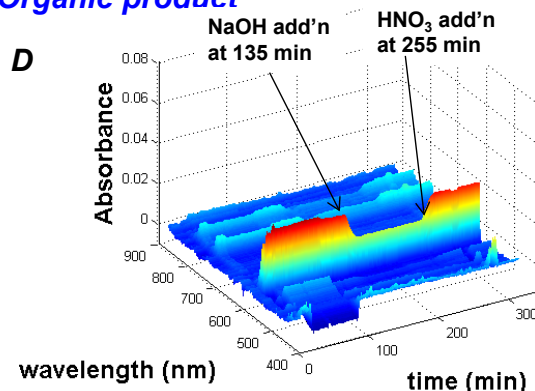 Organic product
D
NaOH add'n
at 135 min
HNO₃ add'n
at 255 min
Absorbance
0.08
0.06
0.04
0.02
0
900
800
700
600
500
400
wavelength (nm)
0
100
200
300
time (min)